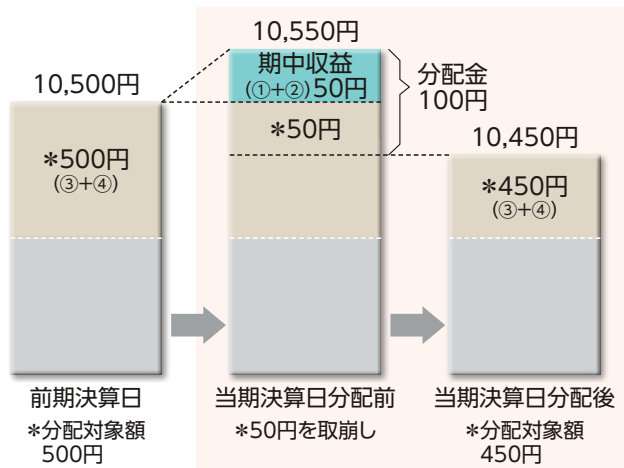 10,500円
*500円
(③+④)
前期決算日
*分配対象額
500円
10,550円
期中収益
(①+②)50円
*50円
分配金
100円
当期決算日分配前
*50円を取崩し
10,450円
*450円
(③+④)
当期決算日分配後
*分配対象額
450円